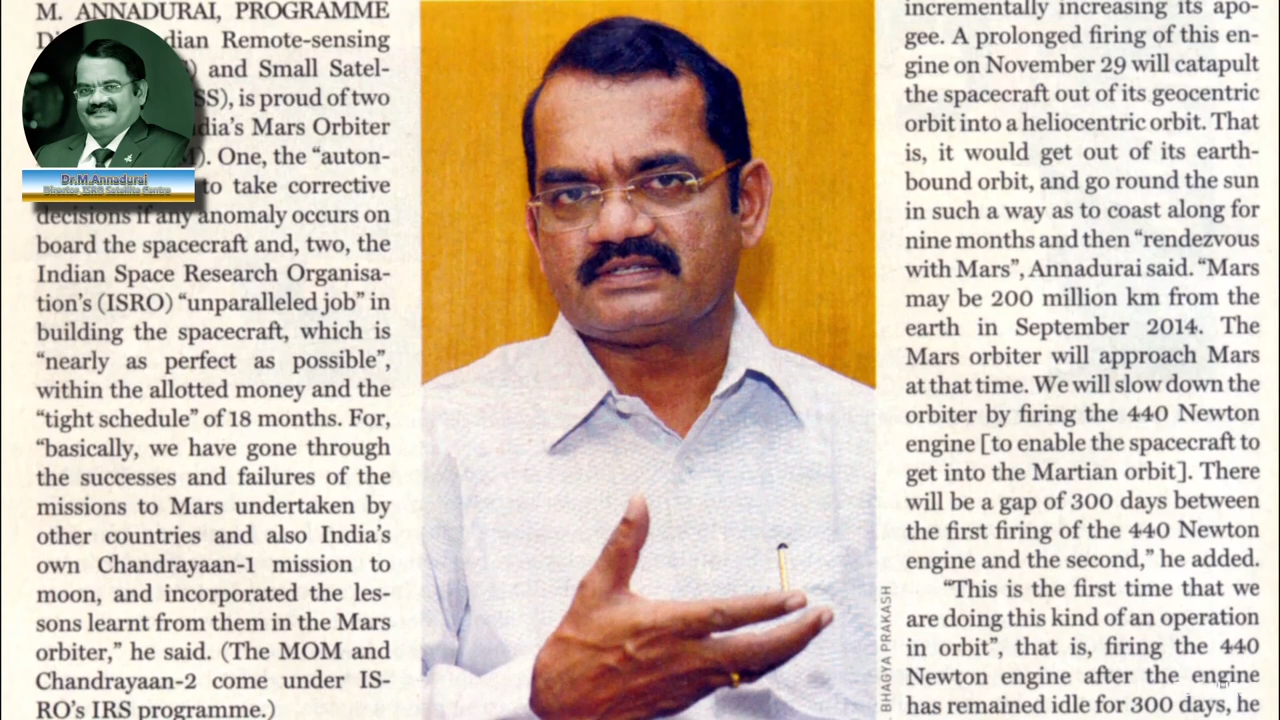 M. ANNADURAI, PROGRAMME
Indian Remote-sensing
and Small Satel-
SS), is proud of two
India's Mars Orbiter
). One, the “auton-
to take corrective
decisions if any anomaly occurs on
board the spacecraft and, two, the
Indian Space Research Organisa-
tion's (ISRO) “unparalleled job” in
building the spacecraft, which is
“nearly as perfect as possible”,
within the allotted money and the
“tight schedule” of 18 months. For,
“basically, we have gone through
the successes and failures of the
missions to Mars undertaken by
other countries and also India's
own Chandrayaan-1 mission to
moon, and incorporated the les-
sons learnt from them in the Mars
orbiter,” he said. (The MOM and
Chandrayaan-2 come under IS-
RO's IRS programme.)
Dr.M.Annadurai
Director, ISRO Satellite Centre
BHAGYA PRAKASH
incrementally increasing its apo-
gee. A prolonged firing of this en-
gine on November 29 will catapult
the spacecraft out of its geocentric
orbit into a heliocentric orbit. That
is, it would get out of its earth-
bound orbit, and go round the sun
in such a way as to coast along for
nine months and then “rendezvous
with Mars”, Annadurai said. “Mars
may be 200 million km from the
earth in September 2014. The
Mars orbiter will approach Mars
at that time. We will slow down the
orbiter by firing the 440 Newton
engine [to enable the spacecraft to
get into the Martian orbit]. There
will be a gap of 300 days between
the first firing of the 440 Newton
engine and the second,” he added.
“This is the first time that we
are doing this kind of an operation
in orbit”, that is, firing the 440
Newton engine after the engine
has remained idle for 300 days, he